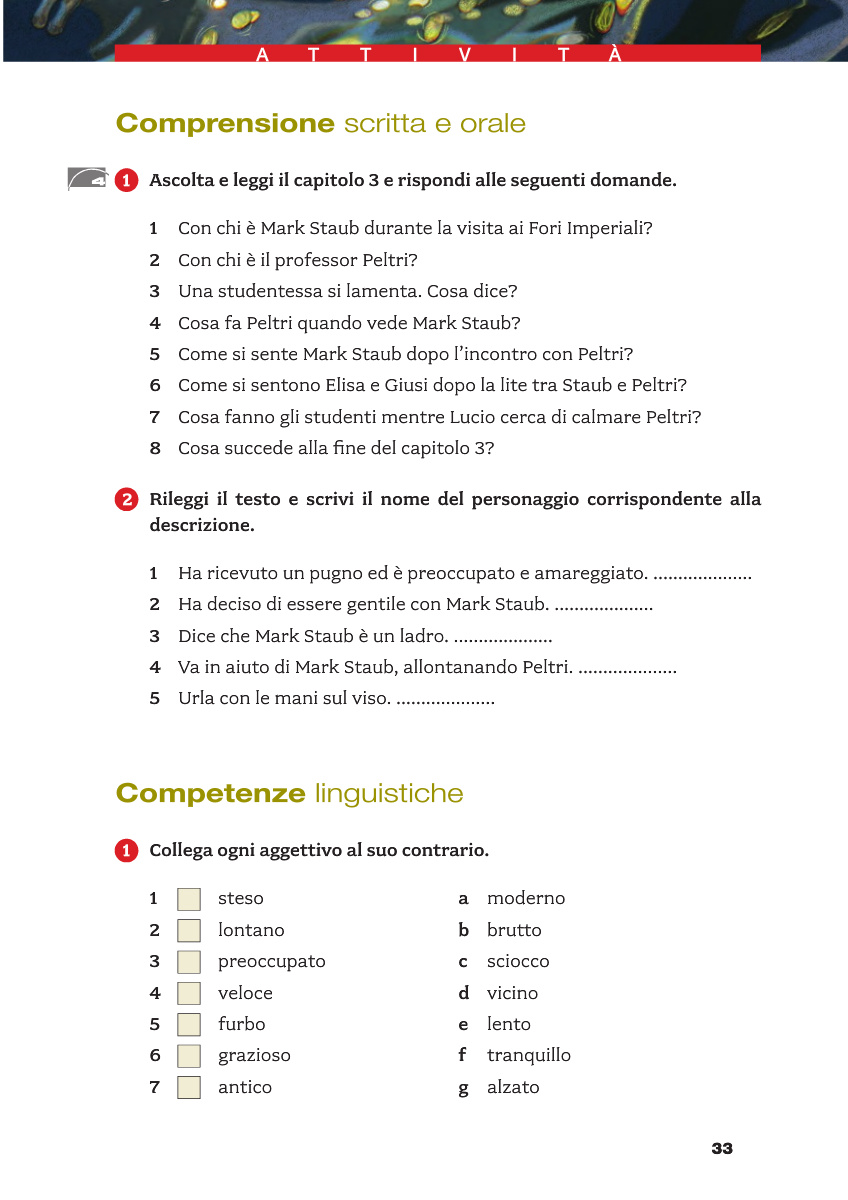 ATTIVITÀ
Comprensione scritta e orale
4 1 Ascolta e leggi il capitolo 3 e rispondi alle seguenti domande.
1 Con chi è Mark Staub durante la visita ai Fori Imperiali?
2 Con chi è il professor Peltri?
3 Una studentessa si lamenta. Cosa dice?
4 Cosa fa Peltri quando vede Mark Staub?
5 Come si sente Mark Staub dopo l’incontro con Peltri?
6 Come si sentono Elisa e Giusi dopo la lite tra Staub e Peltri?
7 Cosa fanno gli studenti mentre Lucio cerca di calmare Peltri?
8 Cosa succede alla fine del capitolo 3?
2 Rileggi il testo e scrivi il nome del personaggio corrispondente alla
descrizione.
1 Ha ricevuto un pugno ed è preoccupato e amareggiato. ....................
2 Ha deciso di essere gentile con Mark Staub. ....................
3 Dice che Mark Staub è un ladro. ....................
4 Va in aiuto di Mark Staub, allontanando Peltri. ....................
5 Urla con le mani sul viso. ....................
Competenze linguistiche
1 Collega ogni aggettivo al suo contrario.
1 steso a moderno
2 lontano b brutto
3 preoccupato c sciocco
4 veloce d vicino
5 furbo e lento
6 grazioso f tranquillo
7 antico g alzato
33